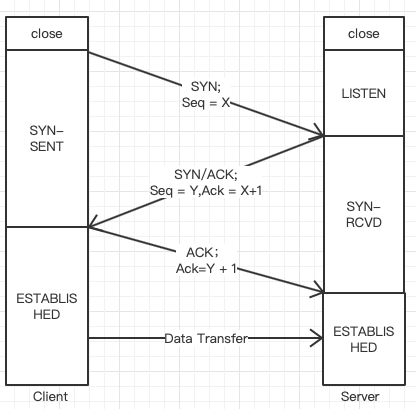 close
close
SYN;
Seq = X
LISTEN
SYN-
SENT
SYN/ACK;
Seq = Y,Ack = X+1
SYN-
RCVD
ACK；
Ack=Y + 1
ESTABLIS
HED
Data Transfer
ESTABLIS
HED
Client
Server